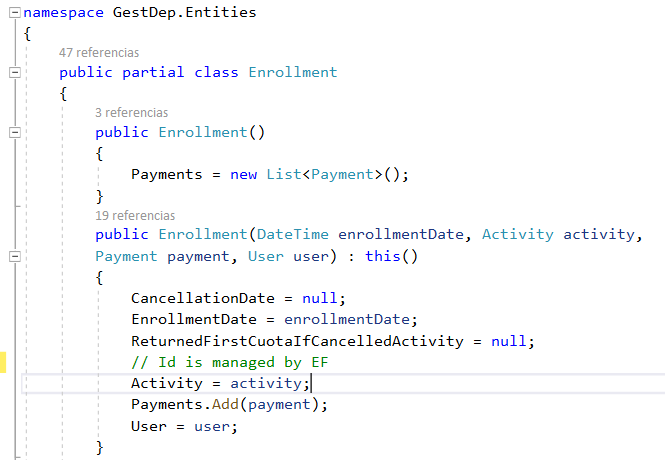 namespace GestDep.Entities
{
47 referencias
public partial class Enrollment
{
3 referencias
public Enrollment()
{
Payments = new List<Payment>();
}
19 referencias
public Enrollment(DateTime enrollmentDate, Activity activity,
Payment payment, User user) : this()
{
CancellationDate = null;
EnrollmentDate = enrollmentDate;
ReturnedFirstCuotaIfCancelledActivity = null;
// Id is managed by EF
Activity = activity;
Payments.Add(payment);
User = user;
}